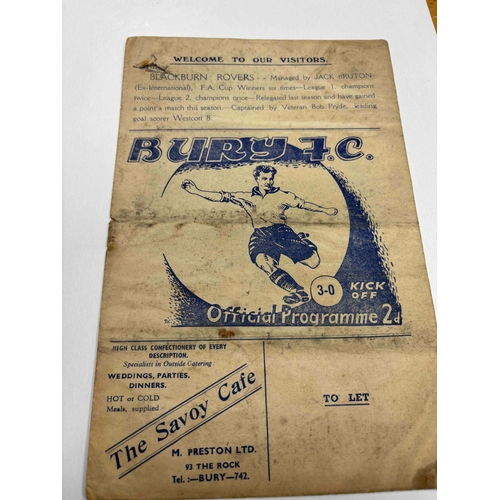 WELCOME TO OUR VISITORS.
BLACKBURN ROVERS - - Managed by JACK BRUTON
(Ex-International), F.A. Cup. Winners six times—League 1, champions
twice—League 2, champions once—Relegated last season and have gained
a point a match this season.—Captained by Veteran Bob Pryde, leading
goal scorer Westcott 8.
BURY F.C.
3-0 KICK
OFF
Official Programme 2d
HIGH CLASS CONFECTIONERY OF EVERY
DESCRIPTION.
Specialists in Outside Catering
WEDDINGS, PARTIES,
DINNERS.
HOT or COLD
Meals, supplied
The Savoy Cafe
M. PRESTON LTD.
93 THE ROCK
Tel.:—BURY—742.
TO LET